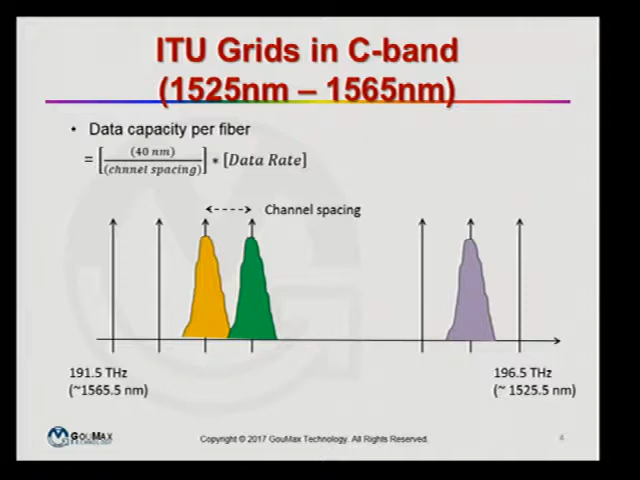 ITU Grids in C-band
(1525nm – 1565nm)
• Data capacity per fiber
= [(40 nm)/(chnnel spacing)] * [Data Rate]
Channel spacing
191.5 THz
(~1565.5 nm)
196.5 THz
(~ 1525.5 nm)
GOUMAX
TECHNOLOGY
Copyright © 2017 GouMax Technology. All Rights Reserved.
4